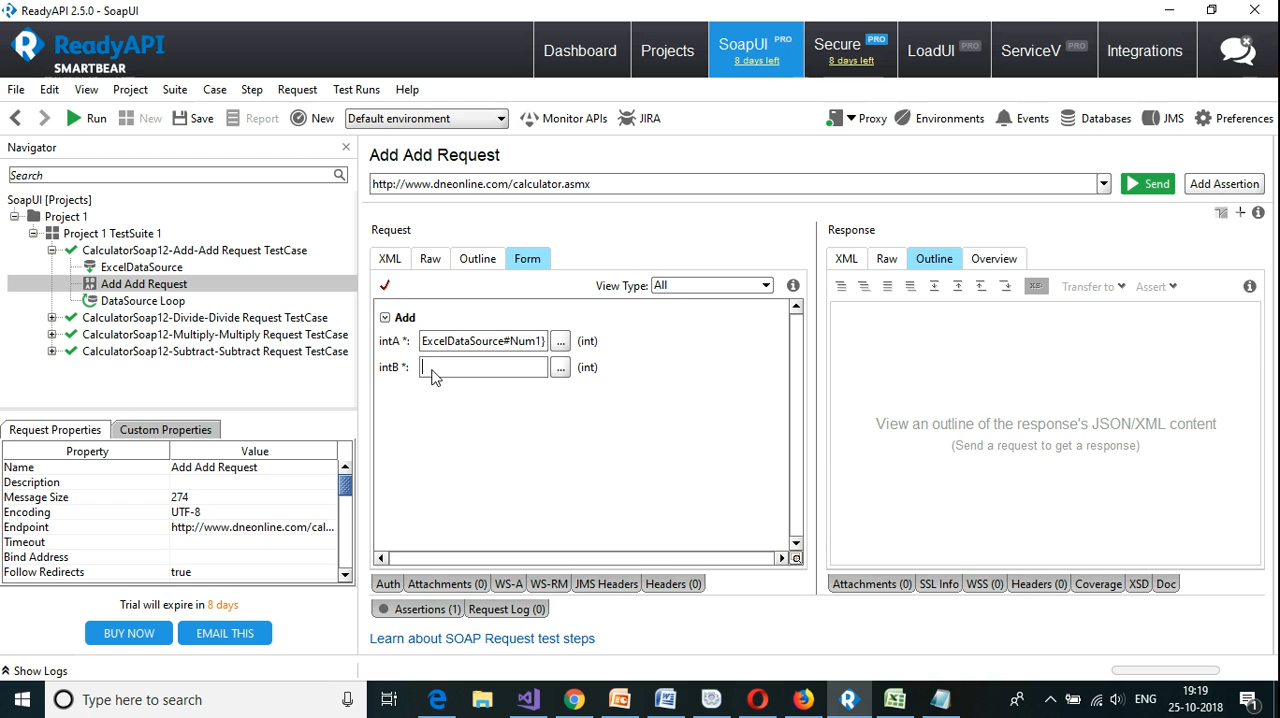 ReadyAPI 2.5.0 - SoapUI
ReadyAPI
SMARTBEAR
Dashboard
Projects
SoapUI PRO
8 days left
Secure PRO
8 days left
LoadUI PRO
ServiceV PRO
Integrations
File Edit View Project Suite Case Step Request Test Runs Help
Run New Save Report New Default environment Monitor APIs JIRA Proxy Environments Events Databases JMS Preferences
Navigator
Search
SoapUI [Projects]
Project 1
Project 1 TestSuite 1
CalculatorSoap12-Add-Add Request TestCase
ExcelDataSource
Add Add Request
DataSource Loop
CalculatorSoap12-Divide-Divide Request TestCase
CalculatorSoap12-Multiply-Multiply Request TestCase
CalculatorSoap12-Subtract-Subtract Request TestCase
Request Properties Custom Properties
Property Value
Name Add Add Request
Description
Message Size 274
Encoding UTF-8
Endpoint http://www.dneonline.com/cal...
Timeout
Bind Address
Follow Redirects true
Trial will expire in 8 days
BUY NOW EMAIL THIS
Show Logs
Add Add Request
http://www.dneonline.com/calculator.asmx Send Add Assertion
Request
XML Raw Outline Form
View Type: All
Add
intA *: ExcelDataSource#Num1} ... (int)
intB *: ... (int)
Auth Attachments (0) WS-A WS-RM JMS Headers Headers (0)
Response
XML Raw Outline Overview
Transfer to Assert
View an outline of the response's JSON/XML content
(Send a request to get a response)
Attachments (0) SSL Info WSS (0) Headers (0) Coverage XSD Doc
Assertions (1) Request Log (0)
Learn about SOAP Request test steps
Type here to search
ENG
19:19
25-10-2018